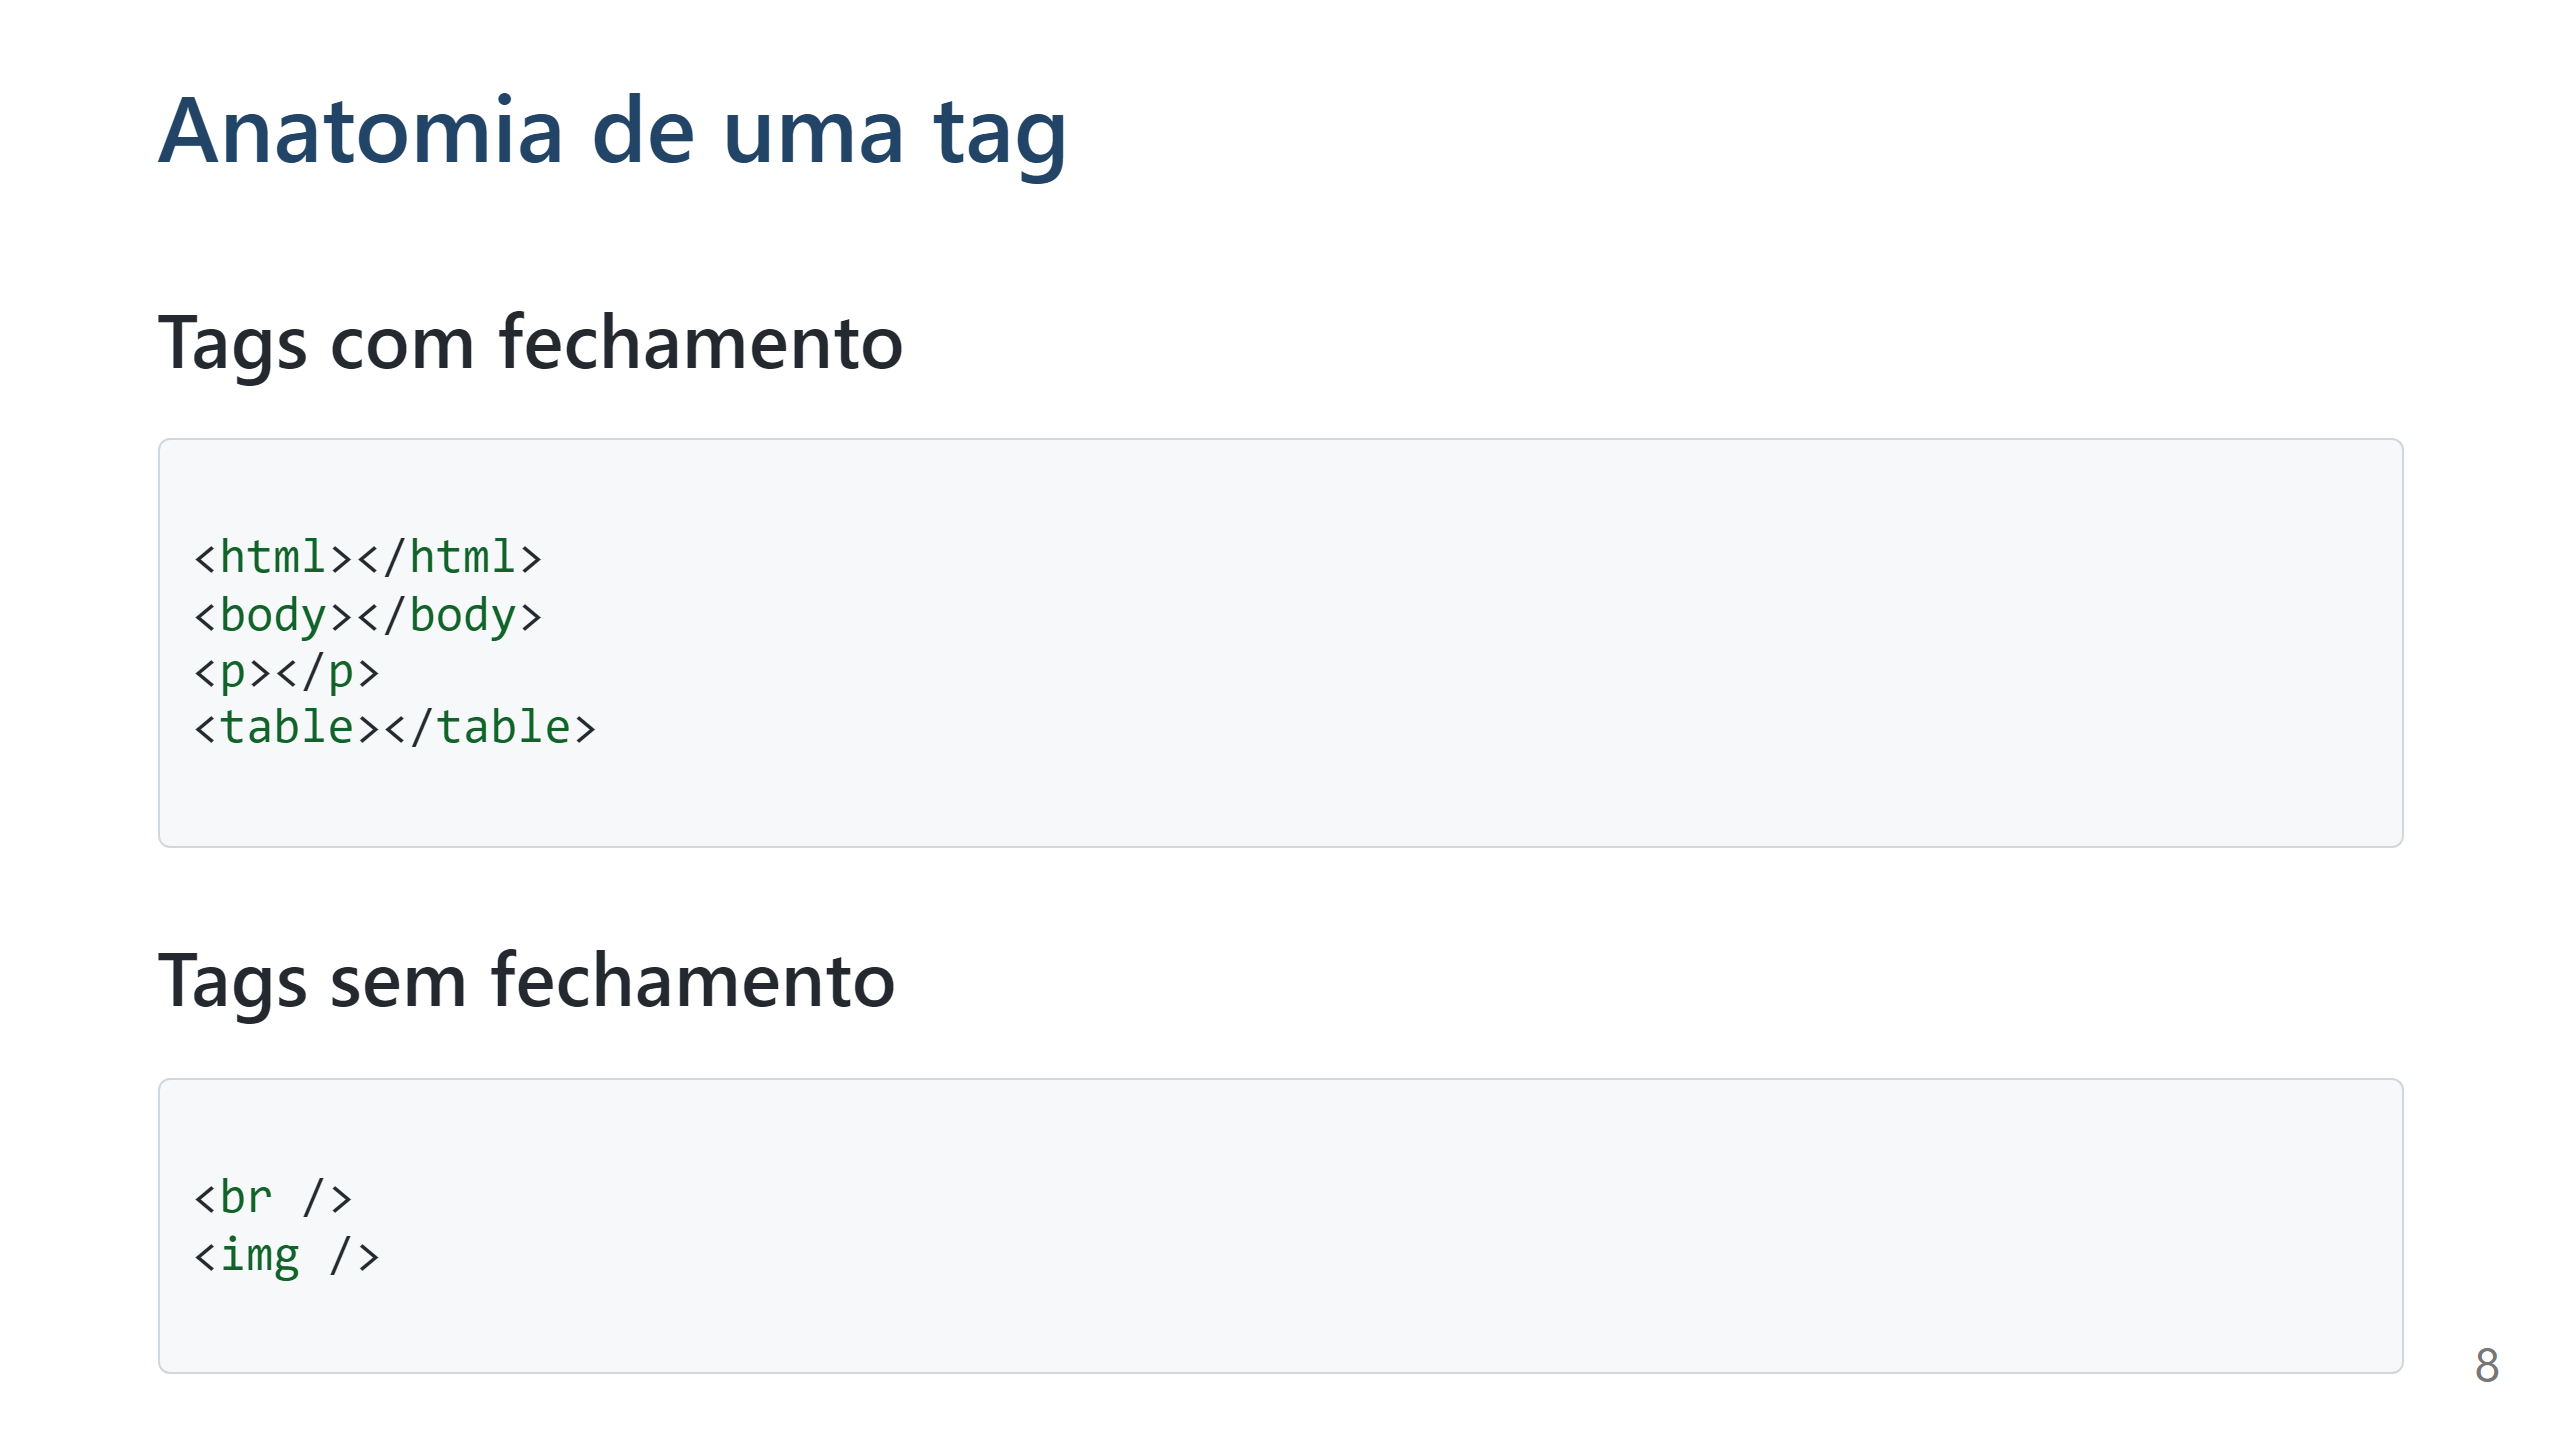 Anatomia de uma tag
Tags com fechamento
<html></html>
<body></body>
<p></p>
<table></table>
Tags sem fechamento
<br />
<img />
8